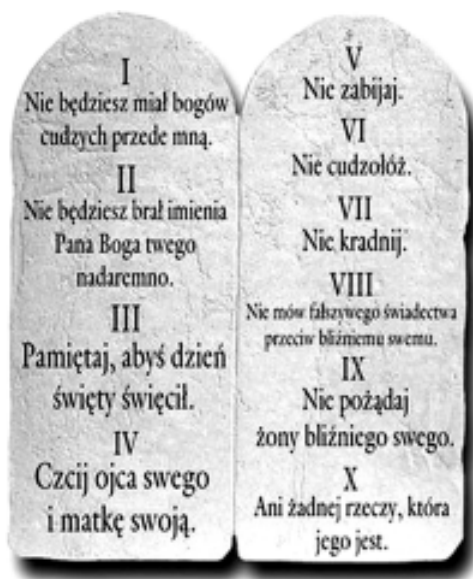 I
Nie będziesz miał bogów
cudzych przede mną.
II
Nie będziesz brał imienia
Pana Boga twego
nadaremno.
III
Pamiętaj, abyś dzień
święty święcił.
IV
Czcij ojca swego
i matkę swoją.
V
Nie zabijaj.
VI
Nie cudzołóż.
VII
Nie kradnij.
VIII
Nie mów fałszywego świadectwa
przeciw bliźniemu swemu.
IX
Nie pożądaj
żony bliźniego swego.
X
Ani żadnej rzeczy, która
jego jest.